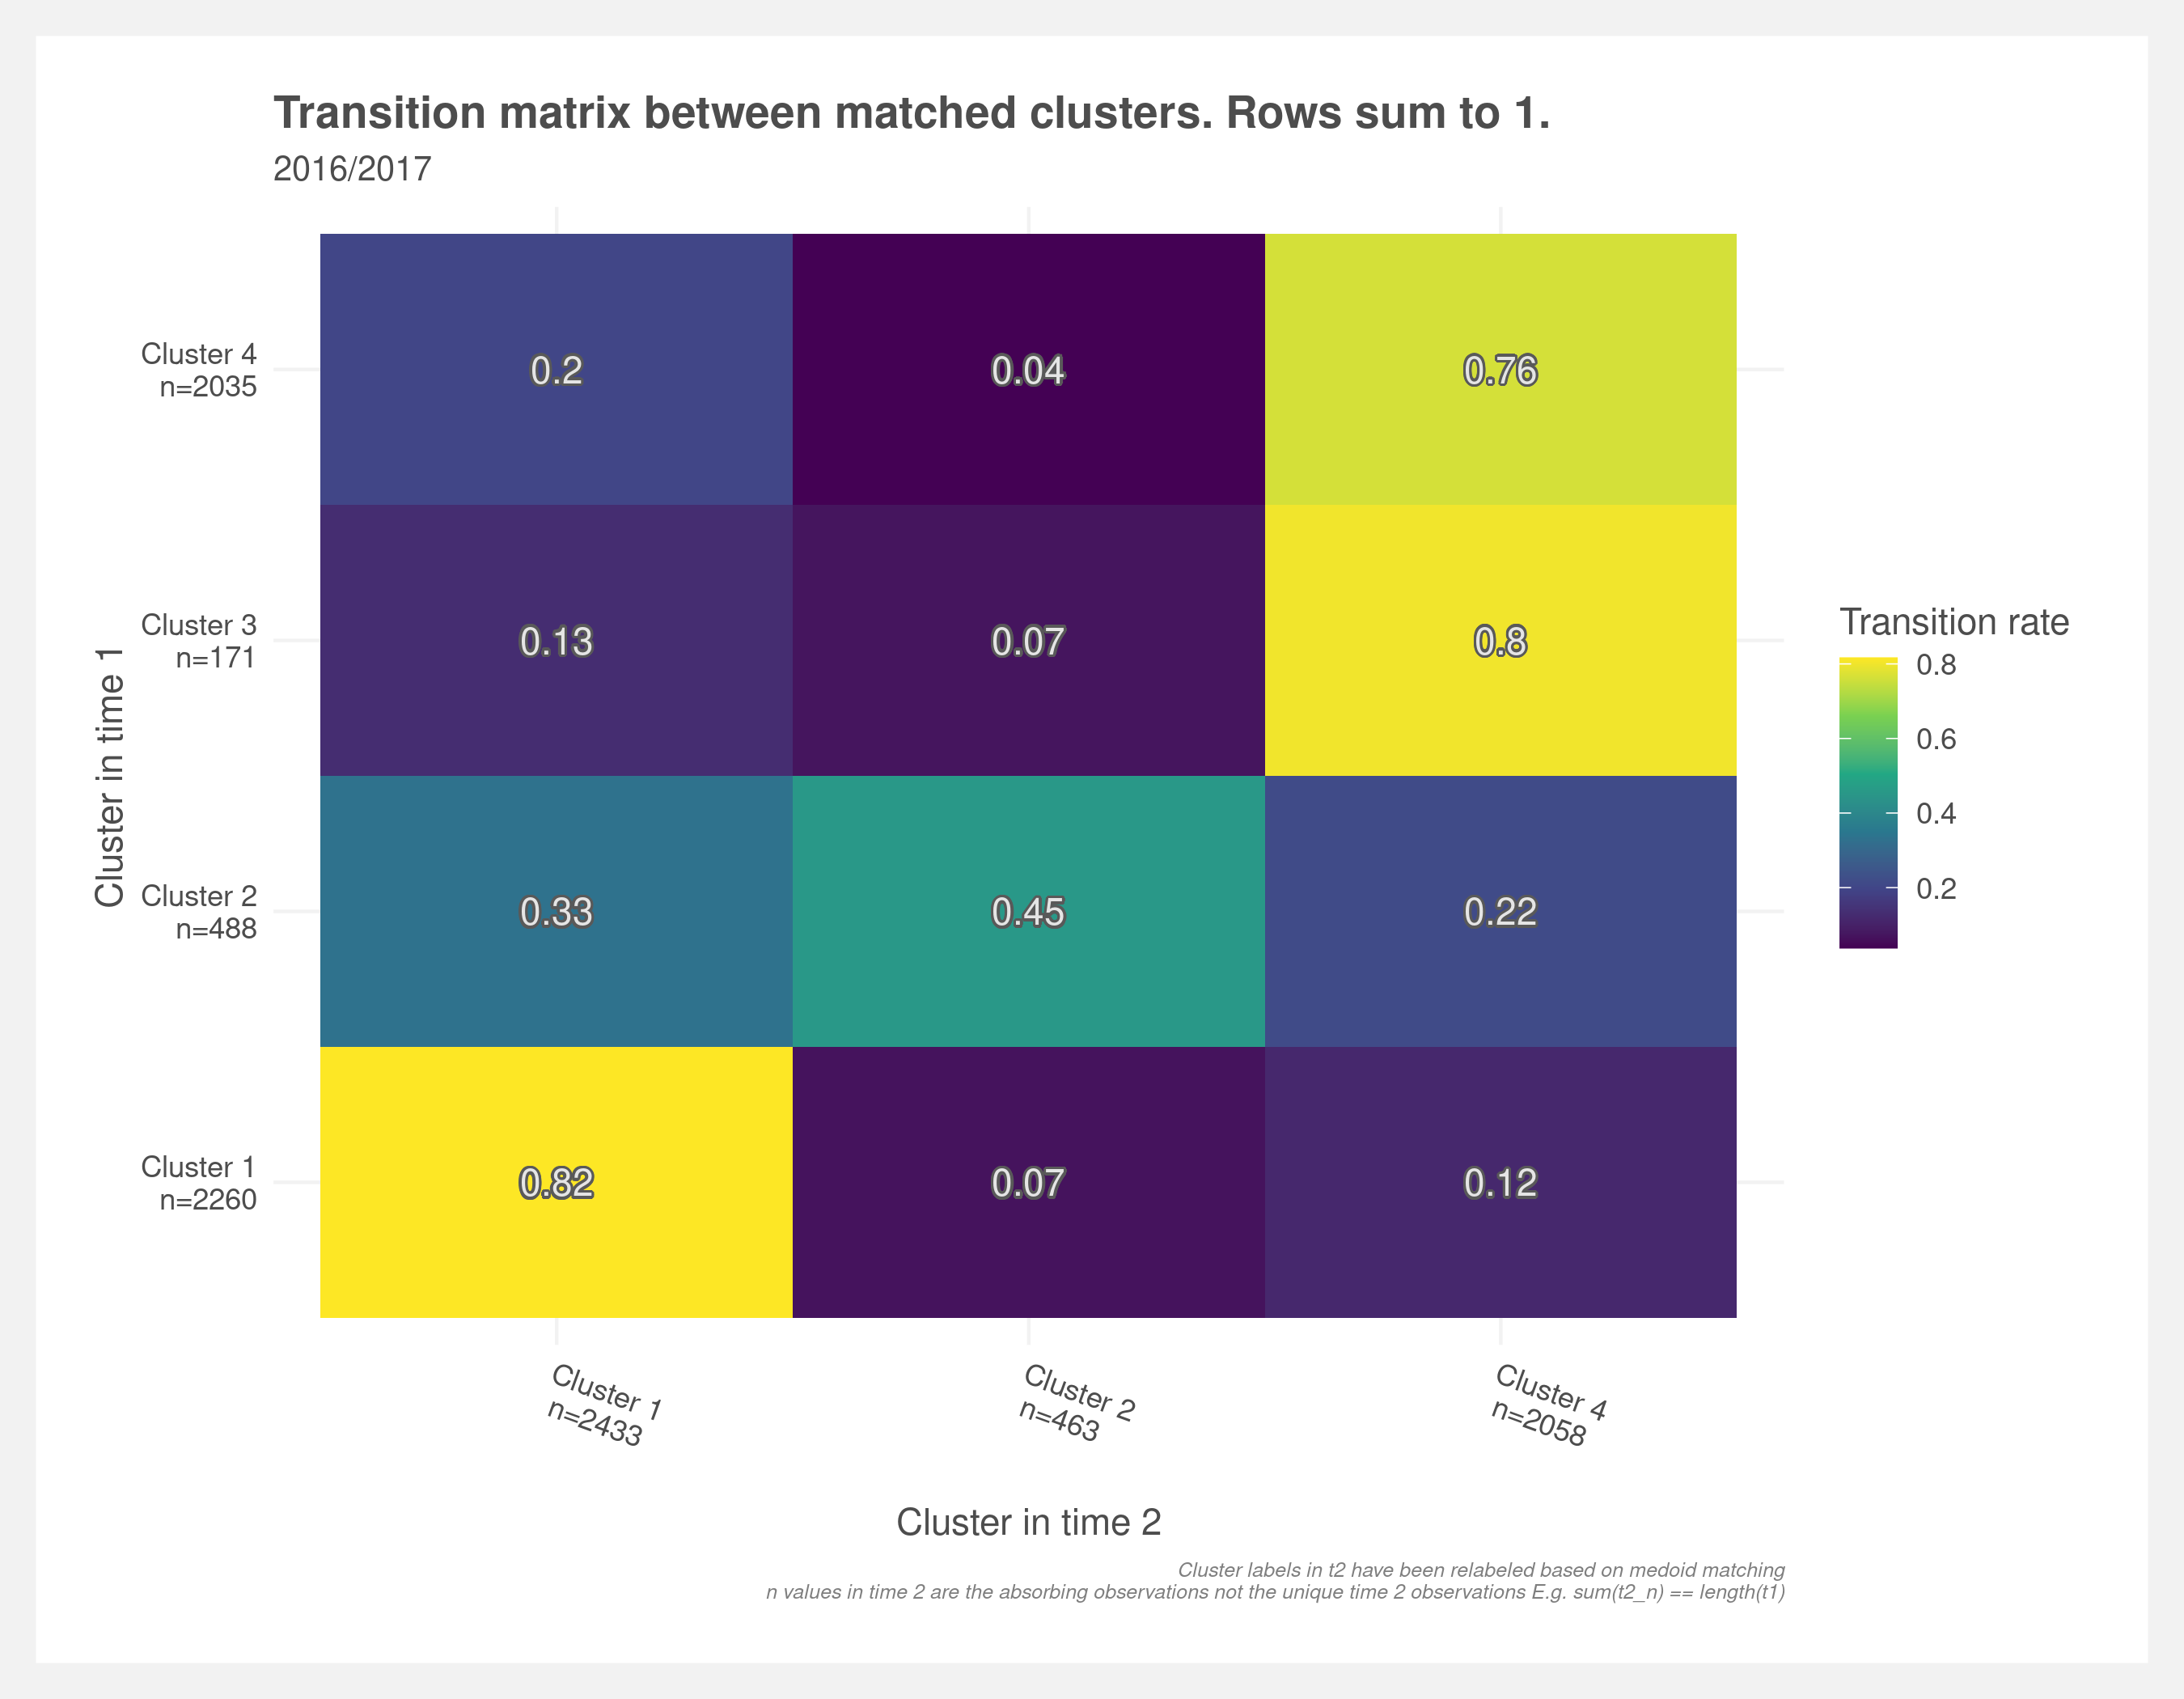 Transition matrix between matched clusters. Rows sum to 1.
2016/2017
Cluster in time 1
Cluster 4
n=2035
0.2
0.04
0.76
Cluster 3
n=171
0.13
0.07
0.8
Cluster 2
n=488
0.33
0.45
0.22
Cluster 1
n=2260
0.82
0.07
0.12
Cluster 1
n=2433
Cluster 2
n=463
Cluster 4
n=2058
Cluster in time 2
Transition rate
0.8
0.6
0.4
0.2
Cluster labels in t2 have been relabeled based on medoid matching
n values in time 2 are the absorbing observations not the unique time 2 observations E.g. sum(t2_n) == length(t1)